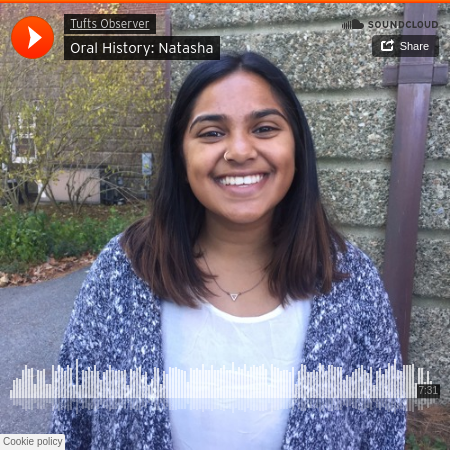 Tufts Observer
SOUNDCLOUD
Oral History: Natasha
Share
7:31
Cookie policy